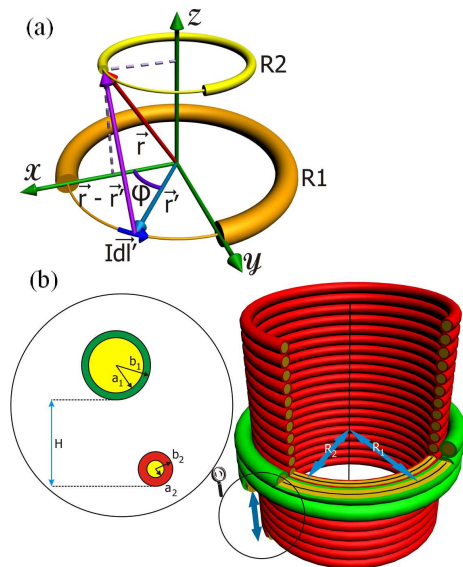 (a)
z
R2
r⃗
x
R1
r⃗ - r⃗'
φ
r⃗'
Idl⃗'
y
(b)
b₁
a₁
H
b₂
a₂
R₂
R₁